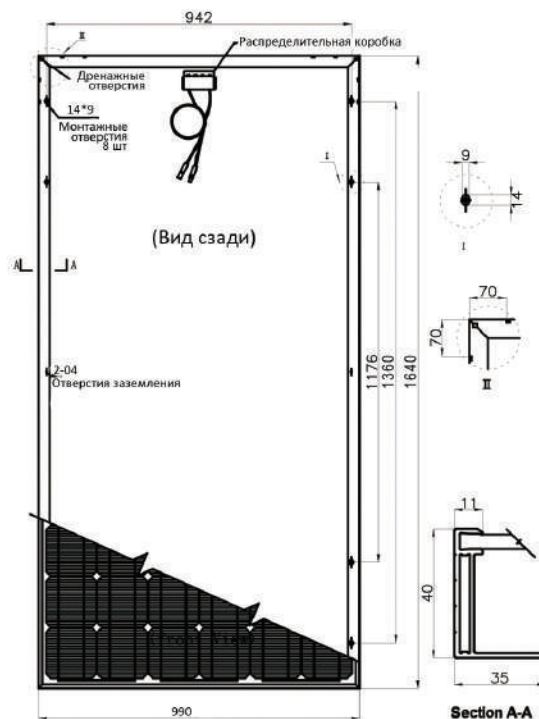 942
II
Распределительная коробка
Дренажные
отверстия
14*9
Монтажные
отверстия
8 шт
I
9
14
I
(Вид сзади)
A
A
70
70
II
2-04
Отверстия заземления
1176
1360
1640
11
40
35
990
Section A-A